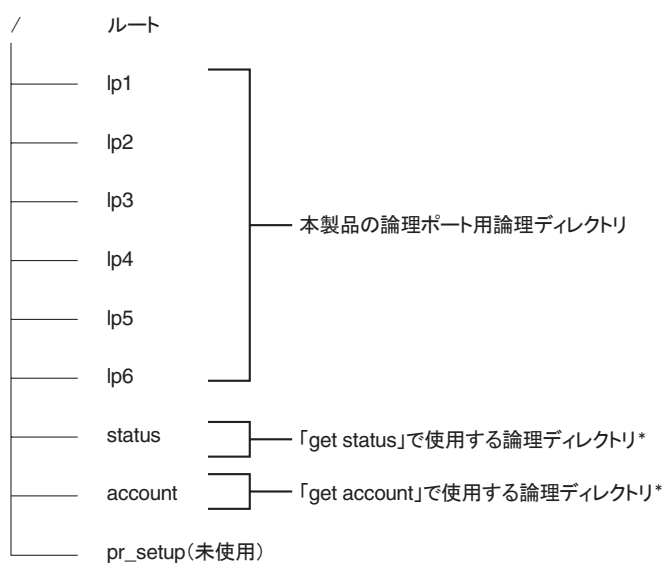 / ルート
lp1
lp2
lp3
本製品の論理ポート用論理ディレクトリ
lp4
lp5
lp6
status 「get status」で使用する論理ディレクトリ*
account 「get account」で使用する論理ディレクトリ*
pr_setup（未使用）